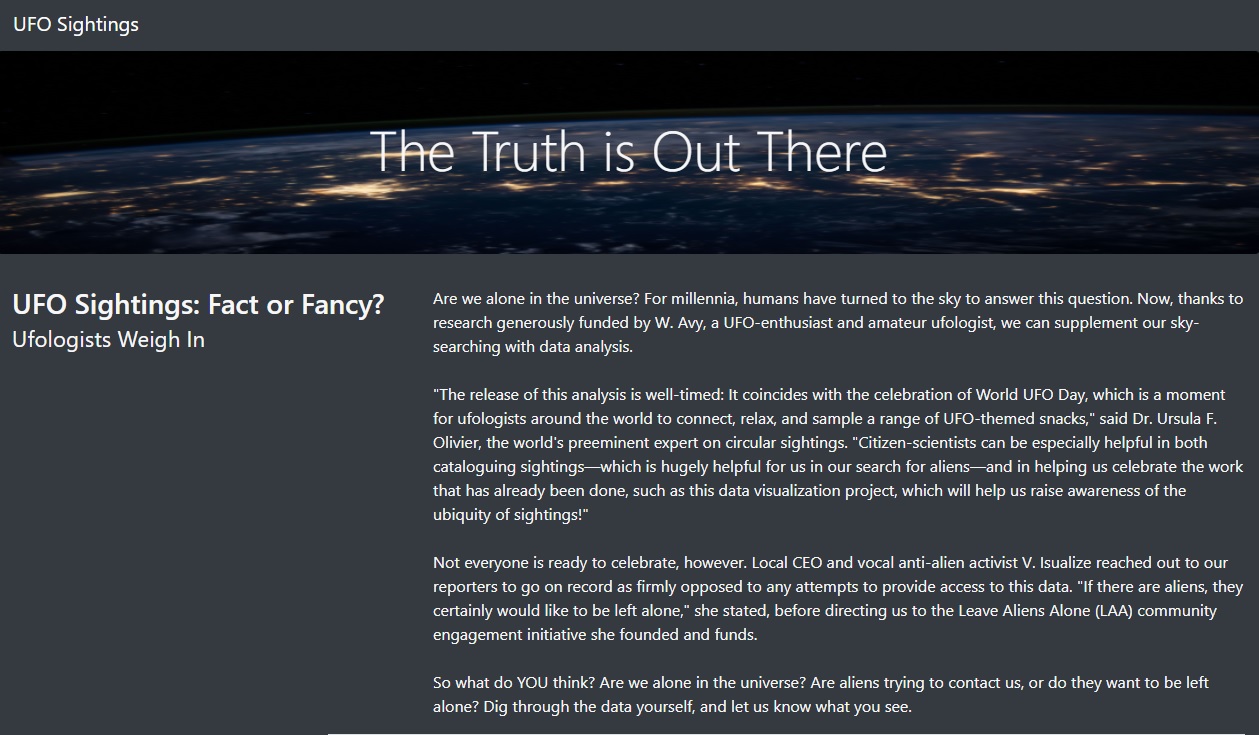 UFO Sightings
The Truth is Out There
UFO Sightings: Fact or Fancy?
Ufologists Weigh In
Are we alone in the universe? For millennia, humans have turned to the sky to answer this question. Now, thanks to
research generously funded by W. Avy, a UFO-enthusiast and amateur ufologist, we can supplement our sky-
searching with data analysis.
"The release of this analysis is well-timed: It coincides with the celebration of World UFO Day, which is a moment
for ufologists around the world to connect, relax, and sample a range of UFO-themed snacks," said Dr. Ursula F.
Olivier, the world's preeminent expert on circular sightings. "Citizen-scientists can be especially helpful in both
cataloguing sightings—which is hugely helpful for us in our search for aliens—and in helping us celebrate the work
that has already been done, such as this data visualization project, which will help us raise awareness of the
ubiquity of sightings!"
Not everyone is ready to celebrate, however. Local CEO and vocal anti-alien activist V. Isualize reached out to our
reporters to go on record as firmly opposed to any attempts to provide access to this data. "If there are aliens, they
certainly would like to be left alone," she stated, before directing us to the Leave Aliens Alone (LAA) community
engagement initiative she founded and funds.
So what do YOU think? Are we alone in the universe? Are aliens trying to contact us, or do they want to be left
alone? Dig through the data yourself, and let us know what you see.